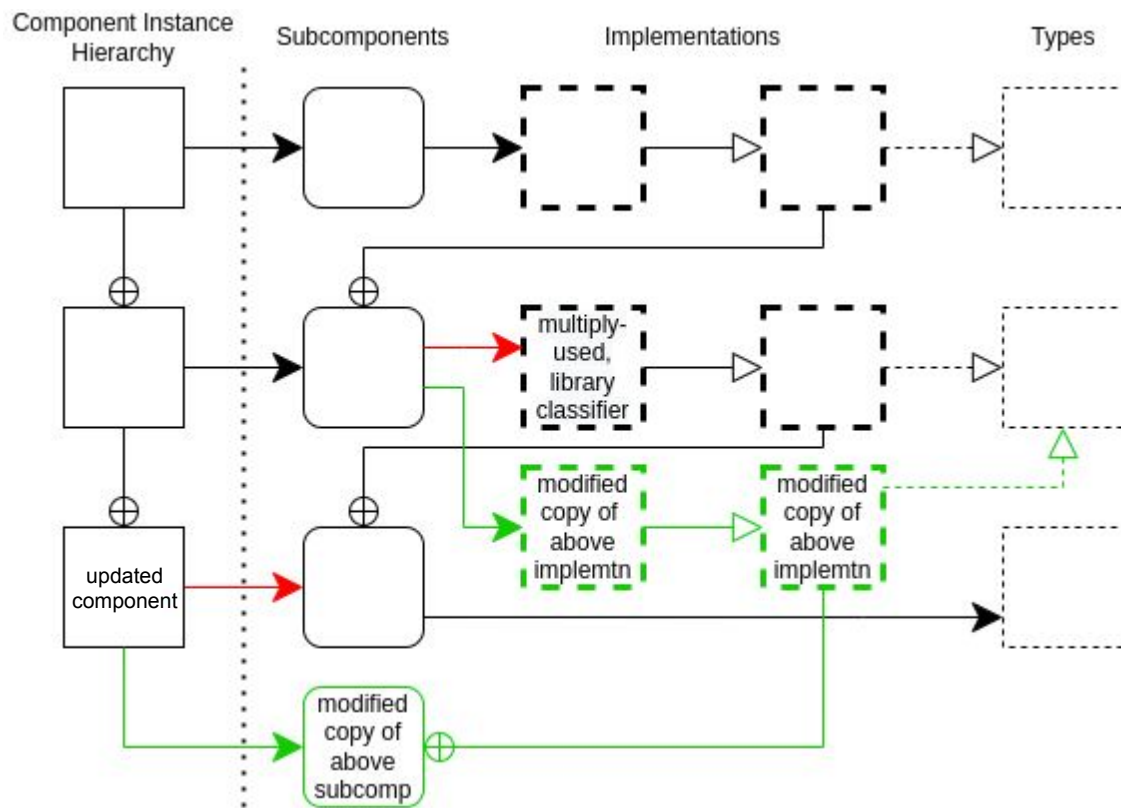 Component Instance
Hierarchy
Subcomponents
Implementations
Types
multiply-
used,
library
classifier
modified
copy of
above
implemtn
modified
copy of
above
implemtn
updated
component
modified
copy of
above
subcomp